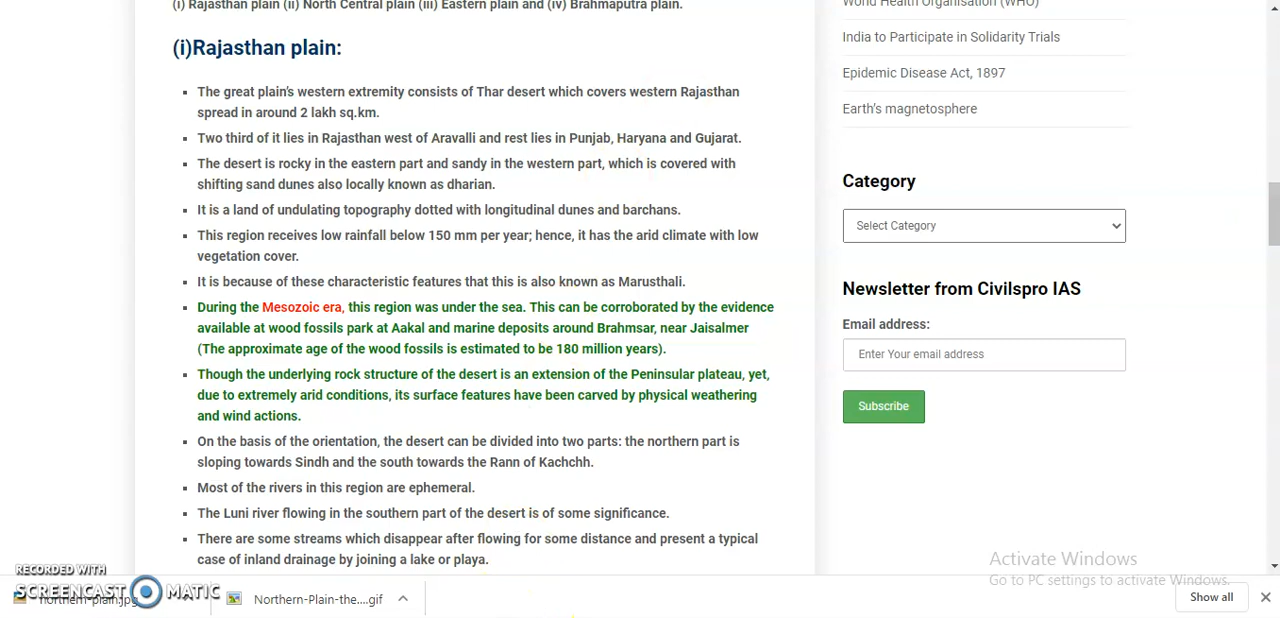 (i) Rajasthan plain (ii) North Central plain (iii) Eastern plain and (iv) Brahmaputra plain.
(i)Rajasthan plain:
The great plain's western extremity consists of Thar desert which covers western Rajasthan
spread in around 2 lakh sq.km.
Two third of it lies in Rajasthan west of Aravalli and rest lies in Punjab, Haryana and Gujarat.
The desert is rocky in the eastern part and sandy in the western part, which is covered with
shifting sand dunes also locally known as dharian.
It is a land of undulating topography dotted with longitudinal dunes and barchans.
This region receives low rainfall below 150 mm per year; hence, it has the arid climate with low
vegetation cover.
It is because of these characteristic features that this is also known as Marusthali.
During the Mesozoic era, this region was under the sea. This can be corroborated by the evidence
available at wood fossils park at Aakal and marine deposits around Brahmsar, near Jaisalmer
(The approximate age of the wood fossils is estimated to be 180 million years).
Though the underlying rock structure of the desert is an extension of the Peninsular plateau, yet,
due to extremely arid conditions, its surface features have been carved by physical weathering
and wind actions.
On the basis of the orientation, the desert can be divided into two parts: the northern part is
sloping towards Sindh and the south towards the Rann of Kachchh.
Most of the rivers in this region are ephemeral.
The Luni river flowing in the southern part of the desert is of some significance.
There are some streams which disappear after flowing for some distance and present a typical
case of inland drainage by joining a lake or playa.
World Health Organisation (WHO)
India to Participate in Solidarity Trials
Epidemic Disease Act, 1897
Earth's magnetosphere
Category
Select Category
Newsletter from Civilspro IAS
Email address:
Enter Your email address
Subscribe
Activate Windows
Go to PC settings to activate Windows.
RECORDED WITH
SCREENCAST MATIC
northern-plain.jpg
Northern-Plain-the....gif
Show all